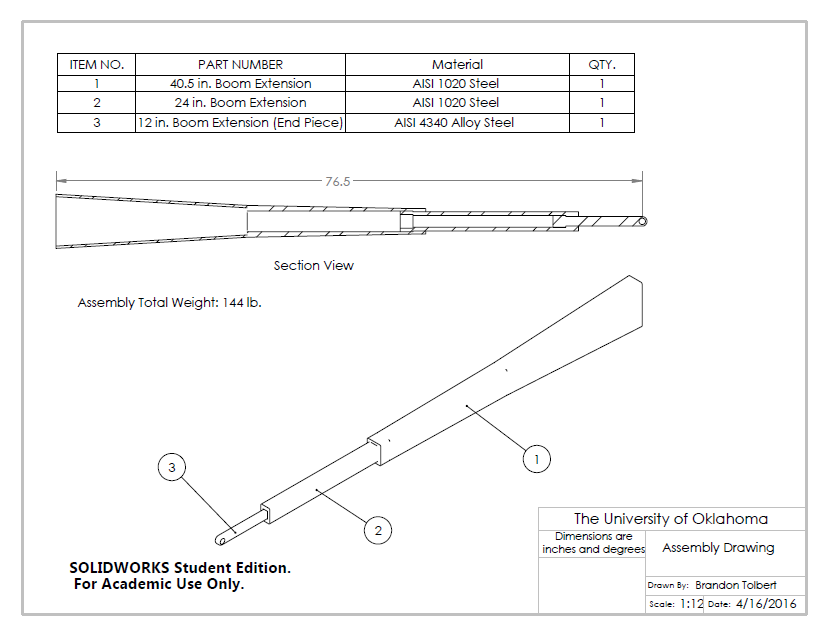 ITEM NO. PART NUMBER Material QTY.
1 40.5 in. Boom Extension AISI 1020 Steel 1
2 24 in. Boom Extension AISI 1020 Steel 1
3 12 in. Boom Extension (End Piece) AISI 4340 Alloy Steel 1
76.5
Section View
Assembly Total Weight: 144 lb.
1
3
2
The University of Oklahoma
Dimensions are
inches and degrees
Assembly Drawing
Drawn By: Brandon Tolbert
Scale: 1:12 Date: 4/16/2016
SOLIDWORKS Student Edition.
For Academic Use Only.